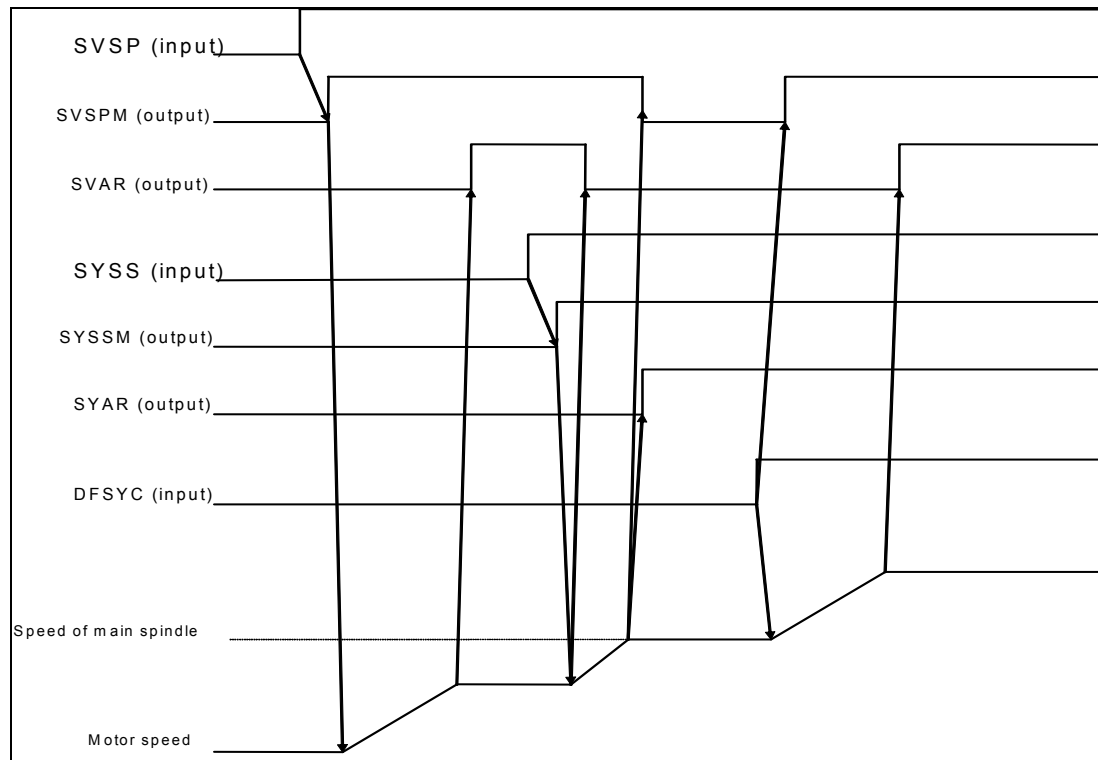 SVSP (input)
SVSPM (output)
SVAR (output)
SYSS (input)
SYSSM (output)
SYAR (output)
DFSYC (input)
Speed of main spindle
Motor speed